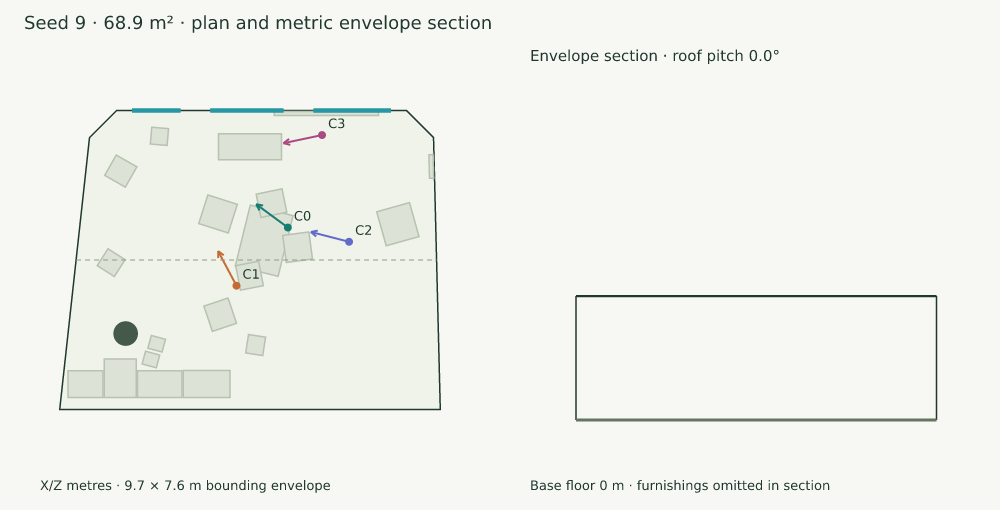 Seed 9 · 68.9 m² · plan and metric envelope section
Envelope section · roof pitch 0.0°
C3
C0
C2
C1
X/Z metres · 9.7 × 7.6 m bounding envelope
Base floor 0 m · furnishings omitted in section